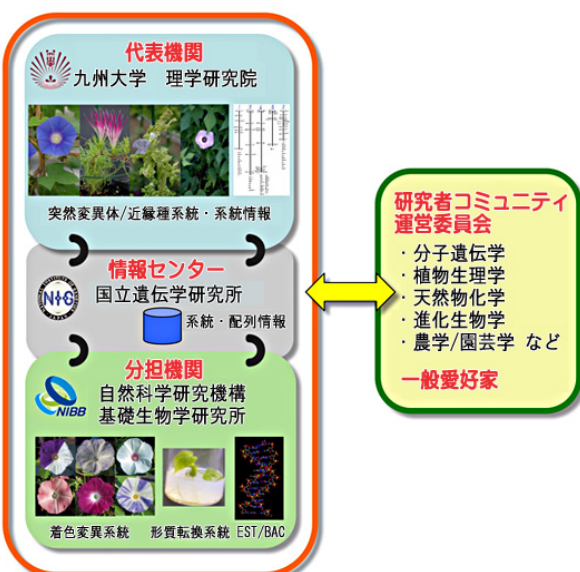 代表機関
九州大学 理学研究院
突然変異体/近縁種系統・系統情報
情報センター
NIG
国立遺伝学研究所
系統・配列情報
分担機関
NIBB
自然科学研究機構
基礎生物学研究所
着色変異系統 形質転換系統 EST/BAC
研究者コミュニティ
運営委員会
・分子遺伝学
・植物生理学
・天然物化学
・進化生物学
・農学/園芸学 など
一般愛好家